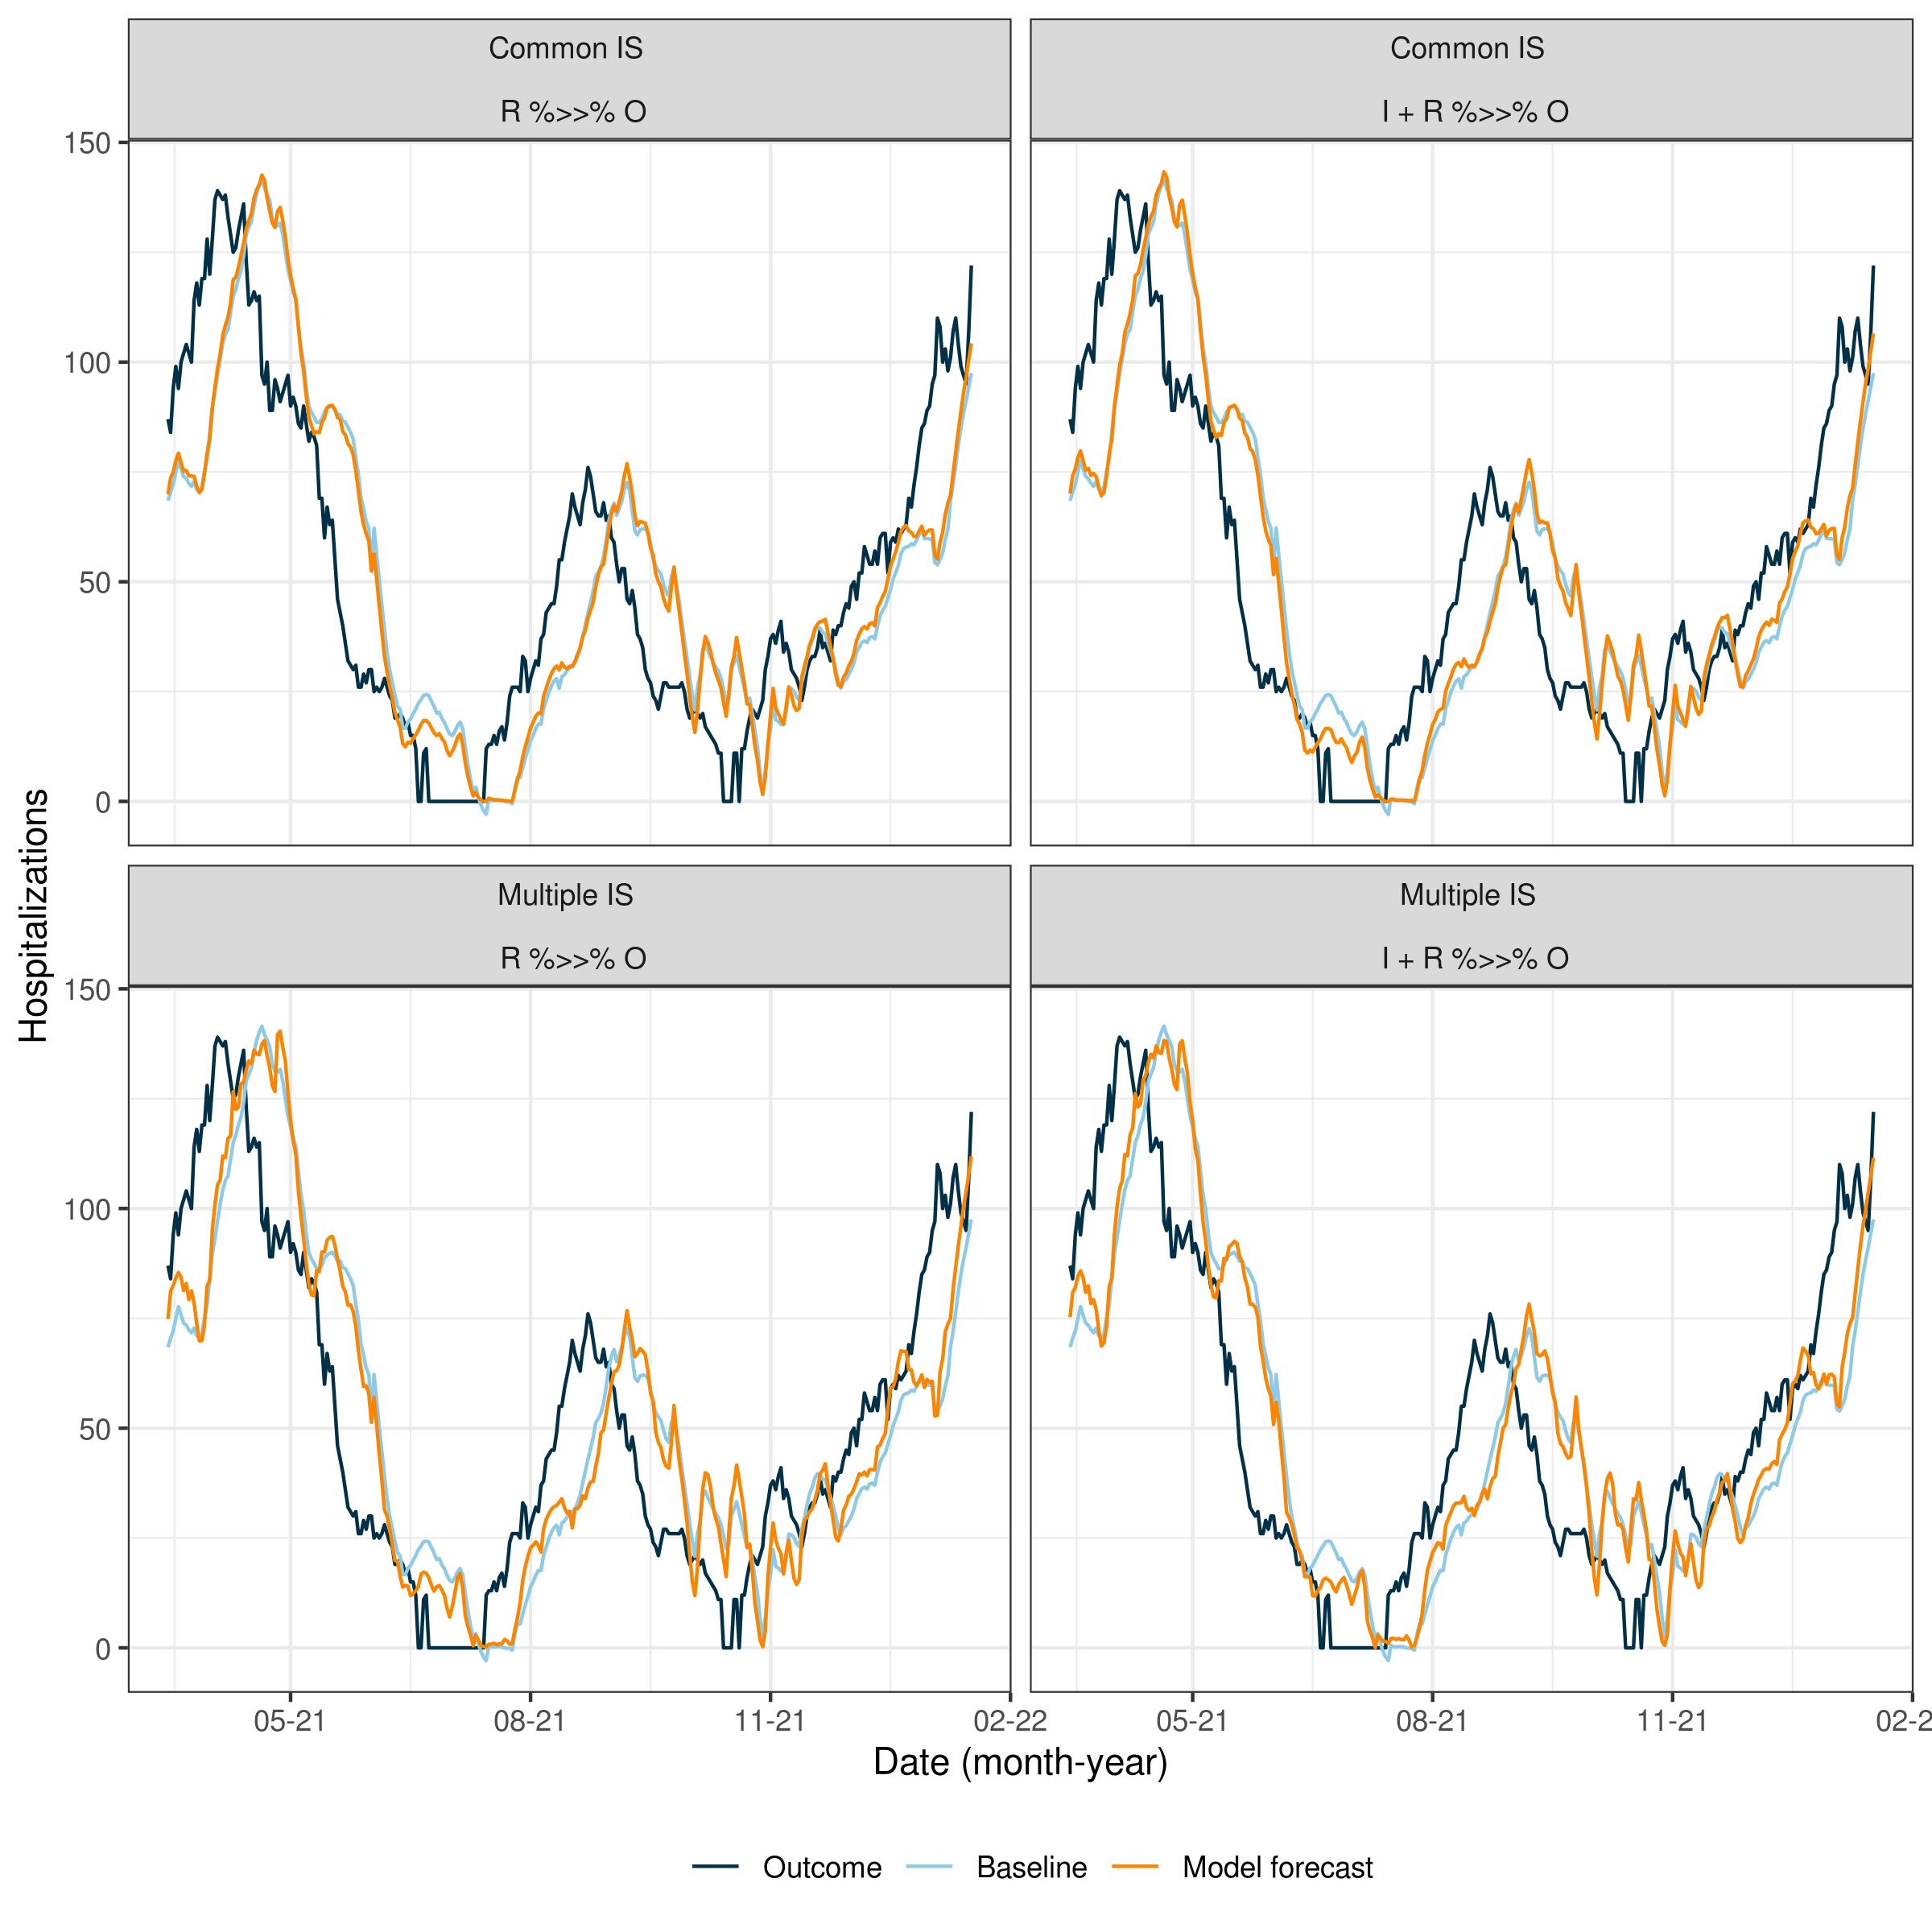 Common IS
R %>>% O
Common IS
I + R %>>% O
150
100
50
0
Multiple IS
R %>>% O
Multiple IS
I + R %>>% O
150
100
50
0
Hospitalizations
05-21
08-21
11-21
02-22
05-21
08-21
11-21
02-2
Date (month-year)
Outcome
Baseline
Model forecast